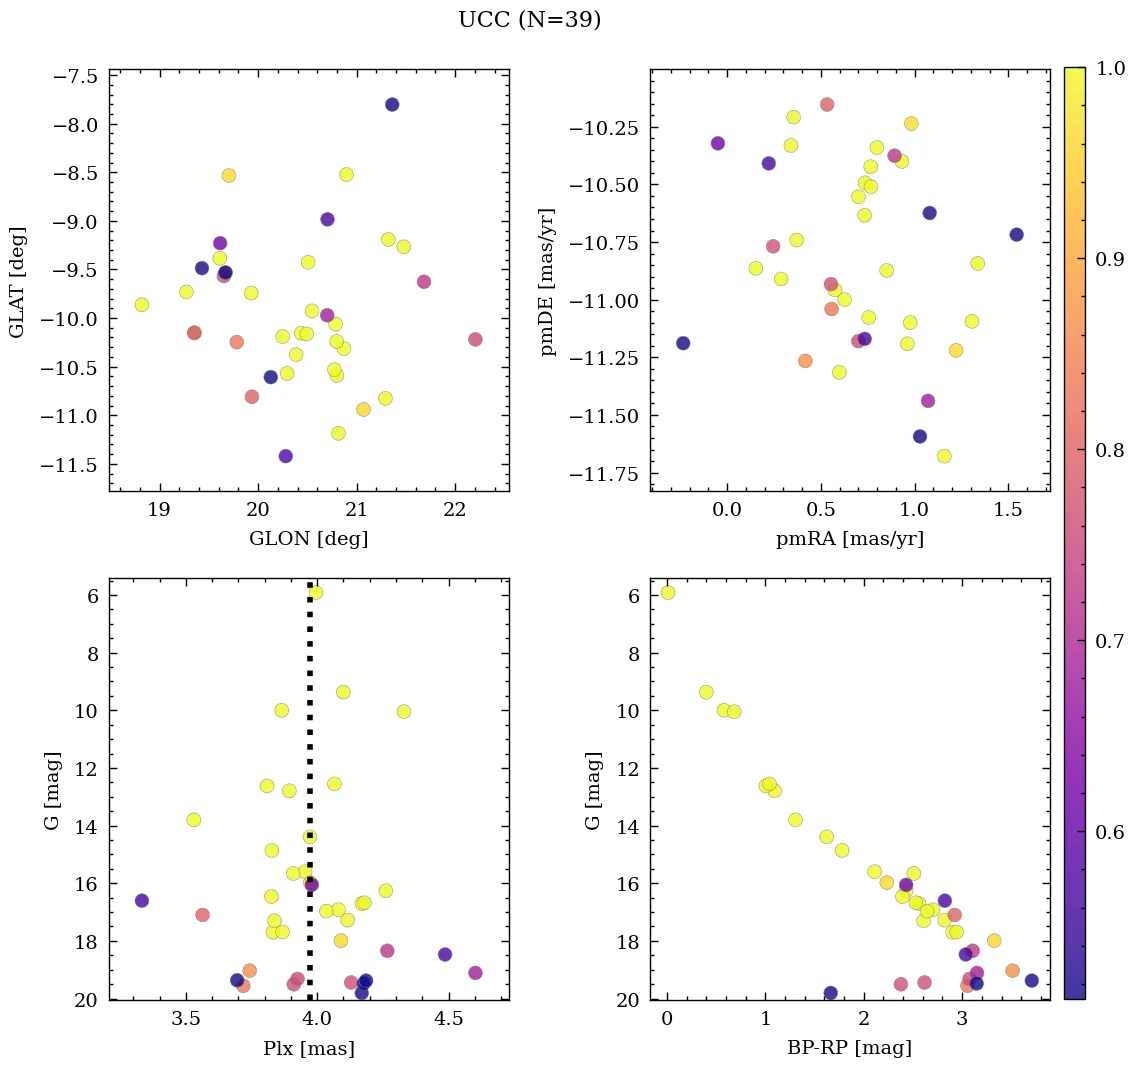 UCC (N=39)
−7.5
−8.0
−8.5
−9.0
−9.5
−10.0
−10.5
−11.0
−11.5
GLAT [deg]
19 20 21 22
GLON [deg]
−10.25
−10.50
−10.75
−11.00
−11.25
−11.50
−11.75
pmDE [mas/yr]
0.0 0.5 1.0 1.5
pmRA [mas/yr]
6
8
10
12
14
16
18
20
G [mag]
3.5 4.0 4.5
Plx [mas]
6
8
10
12
14
16
18
20
G [mag]
0 1 2 3
BP-RP [mag]
1.0
0.9
0.8
0.7
0.6